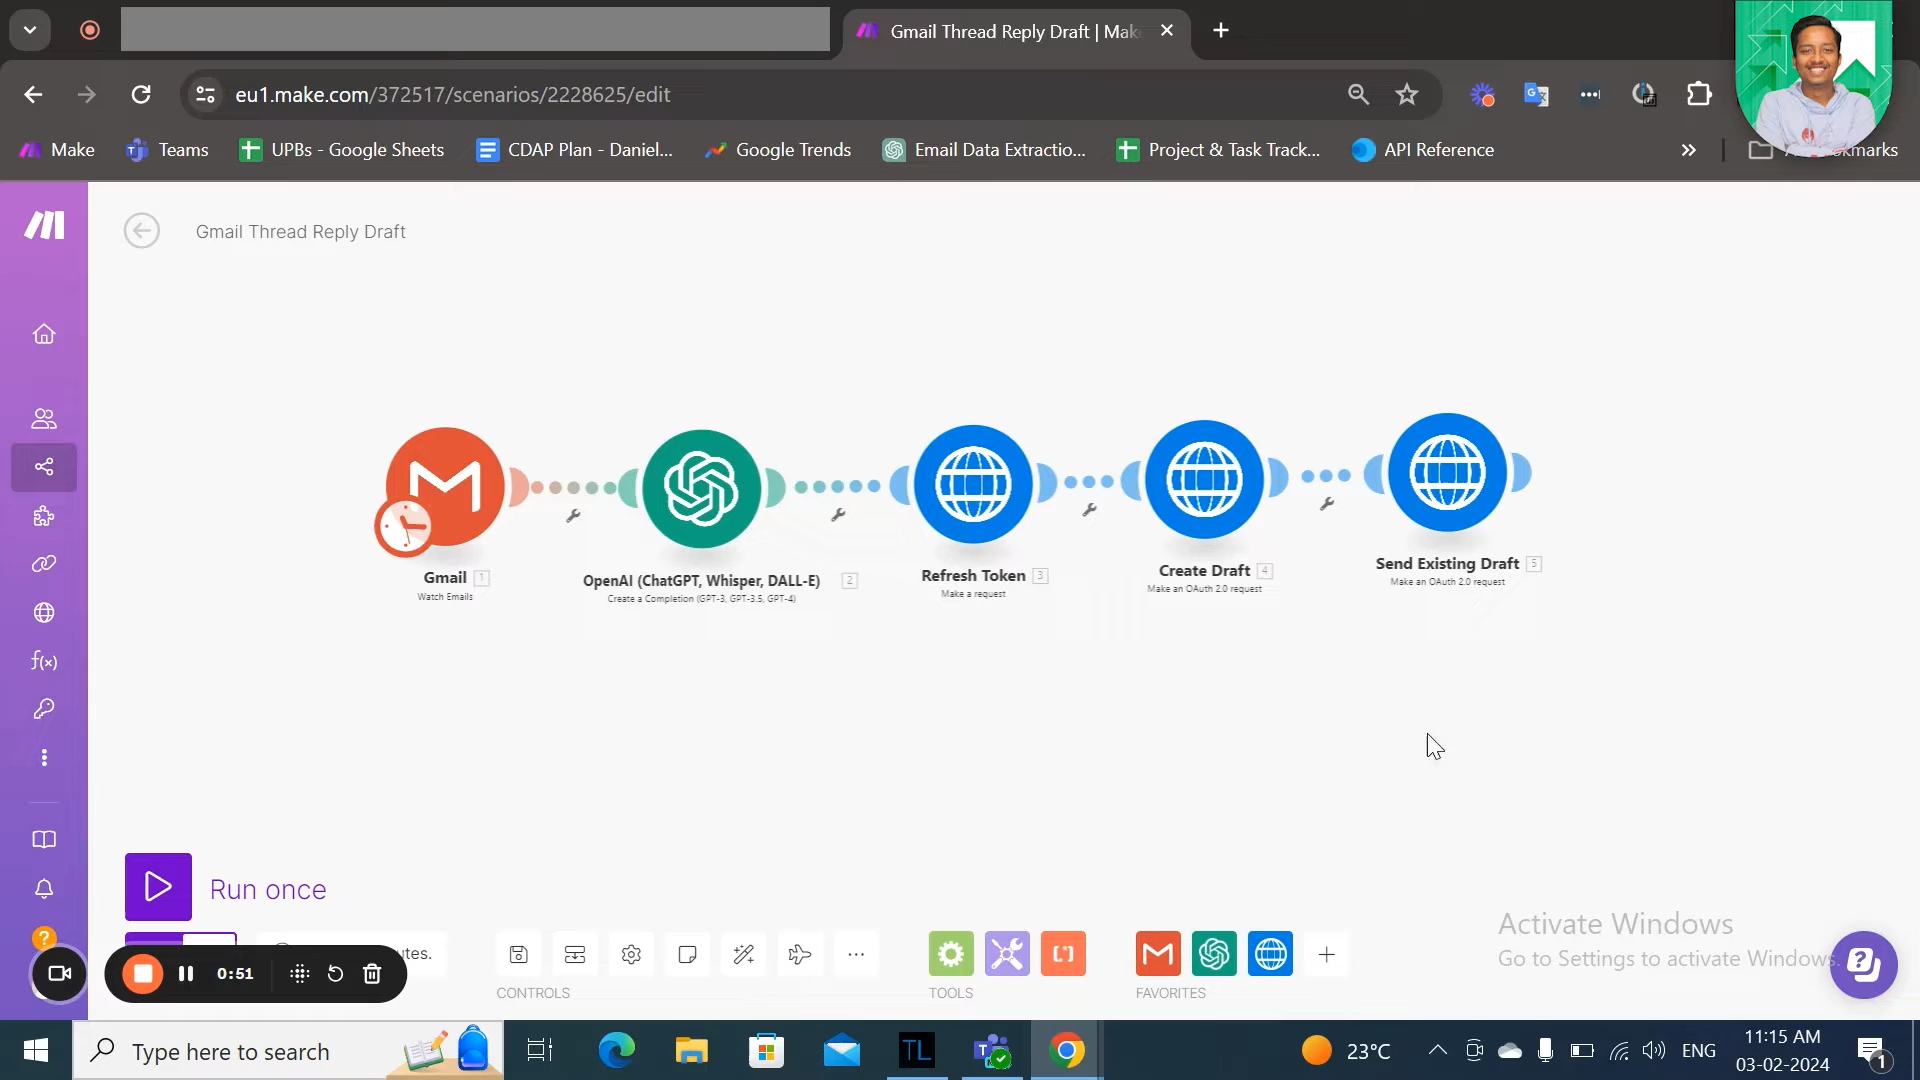 Gmail Thread Reply Draft | Mak
eu1.make.com/372517/scenarios/2228625/edit
Make
Teams
UPBs - Google Sheets
CDAP Plan - Daniel...
Google Trends
Email Data Extractio...
Project & Task Track...
API Reference
Gmail Thread Reply Draft
Gmail 1
Watch Emails
OpenAI (ChatGPT, Whisper, DALL-E) 2
Create a Completion (GPT-3, GPT-3.5, GPT-4)
Refresh Token 3
Make a request
Create Draft 4
Make an OAuth 2.0 request
Send Existing Draft 5
Make an OAuth 2.0 request
Run once
0:51
CONTROLS
TOOLS
FAVORITES
Activate Windows
Go to Settings to activate Windows.
Type here to search
TL
23°C
ENG
11:15 AM
03-02-2024
1